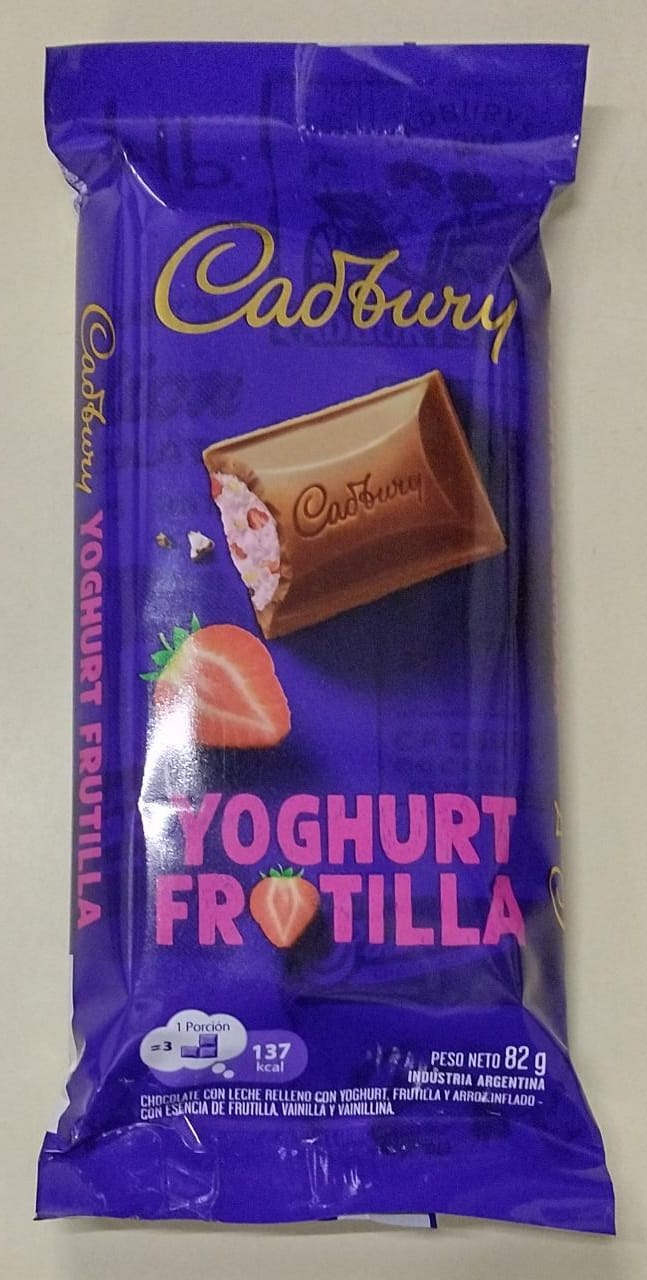 Cadbury
Cadbury
YOGHURT
FRUTILLA
Cadbury YOGHURT FRUTILLA
1 Porción
=3
137
kcal
PESO NETO 82 g
INDUSTRIA ARGENTINA
CHOCOLATE CON LECHE RELLENO CON YOGHURT, FRUTILLA Y ARROZ INFLADO -
CON ESENCIA DE FRUTILLA, VAINILLA Y VAINILLINA.